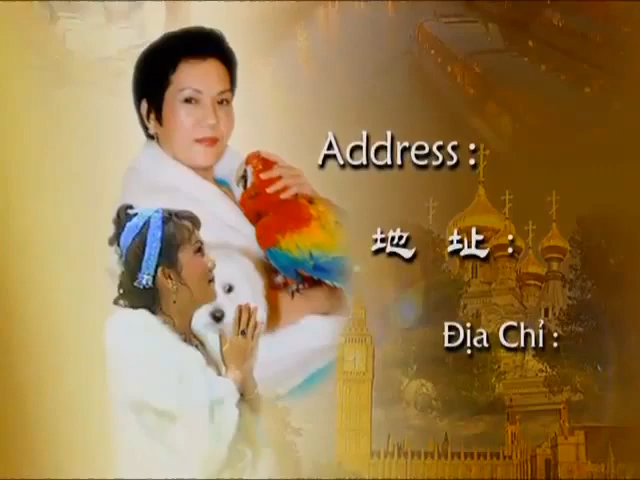 Address :
地 址 :
Địa Chỉ :